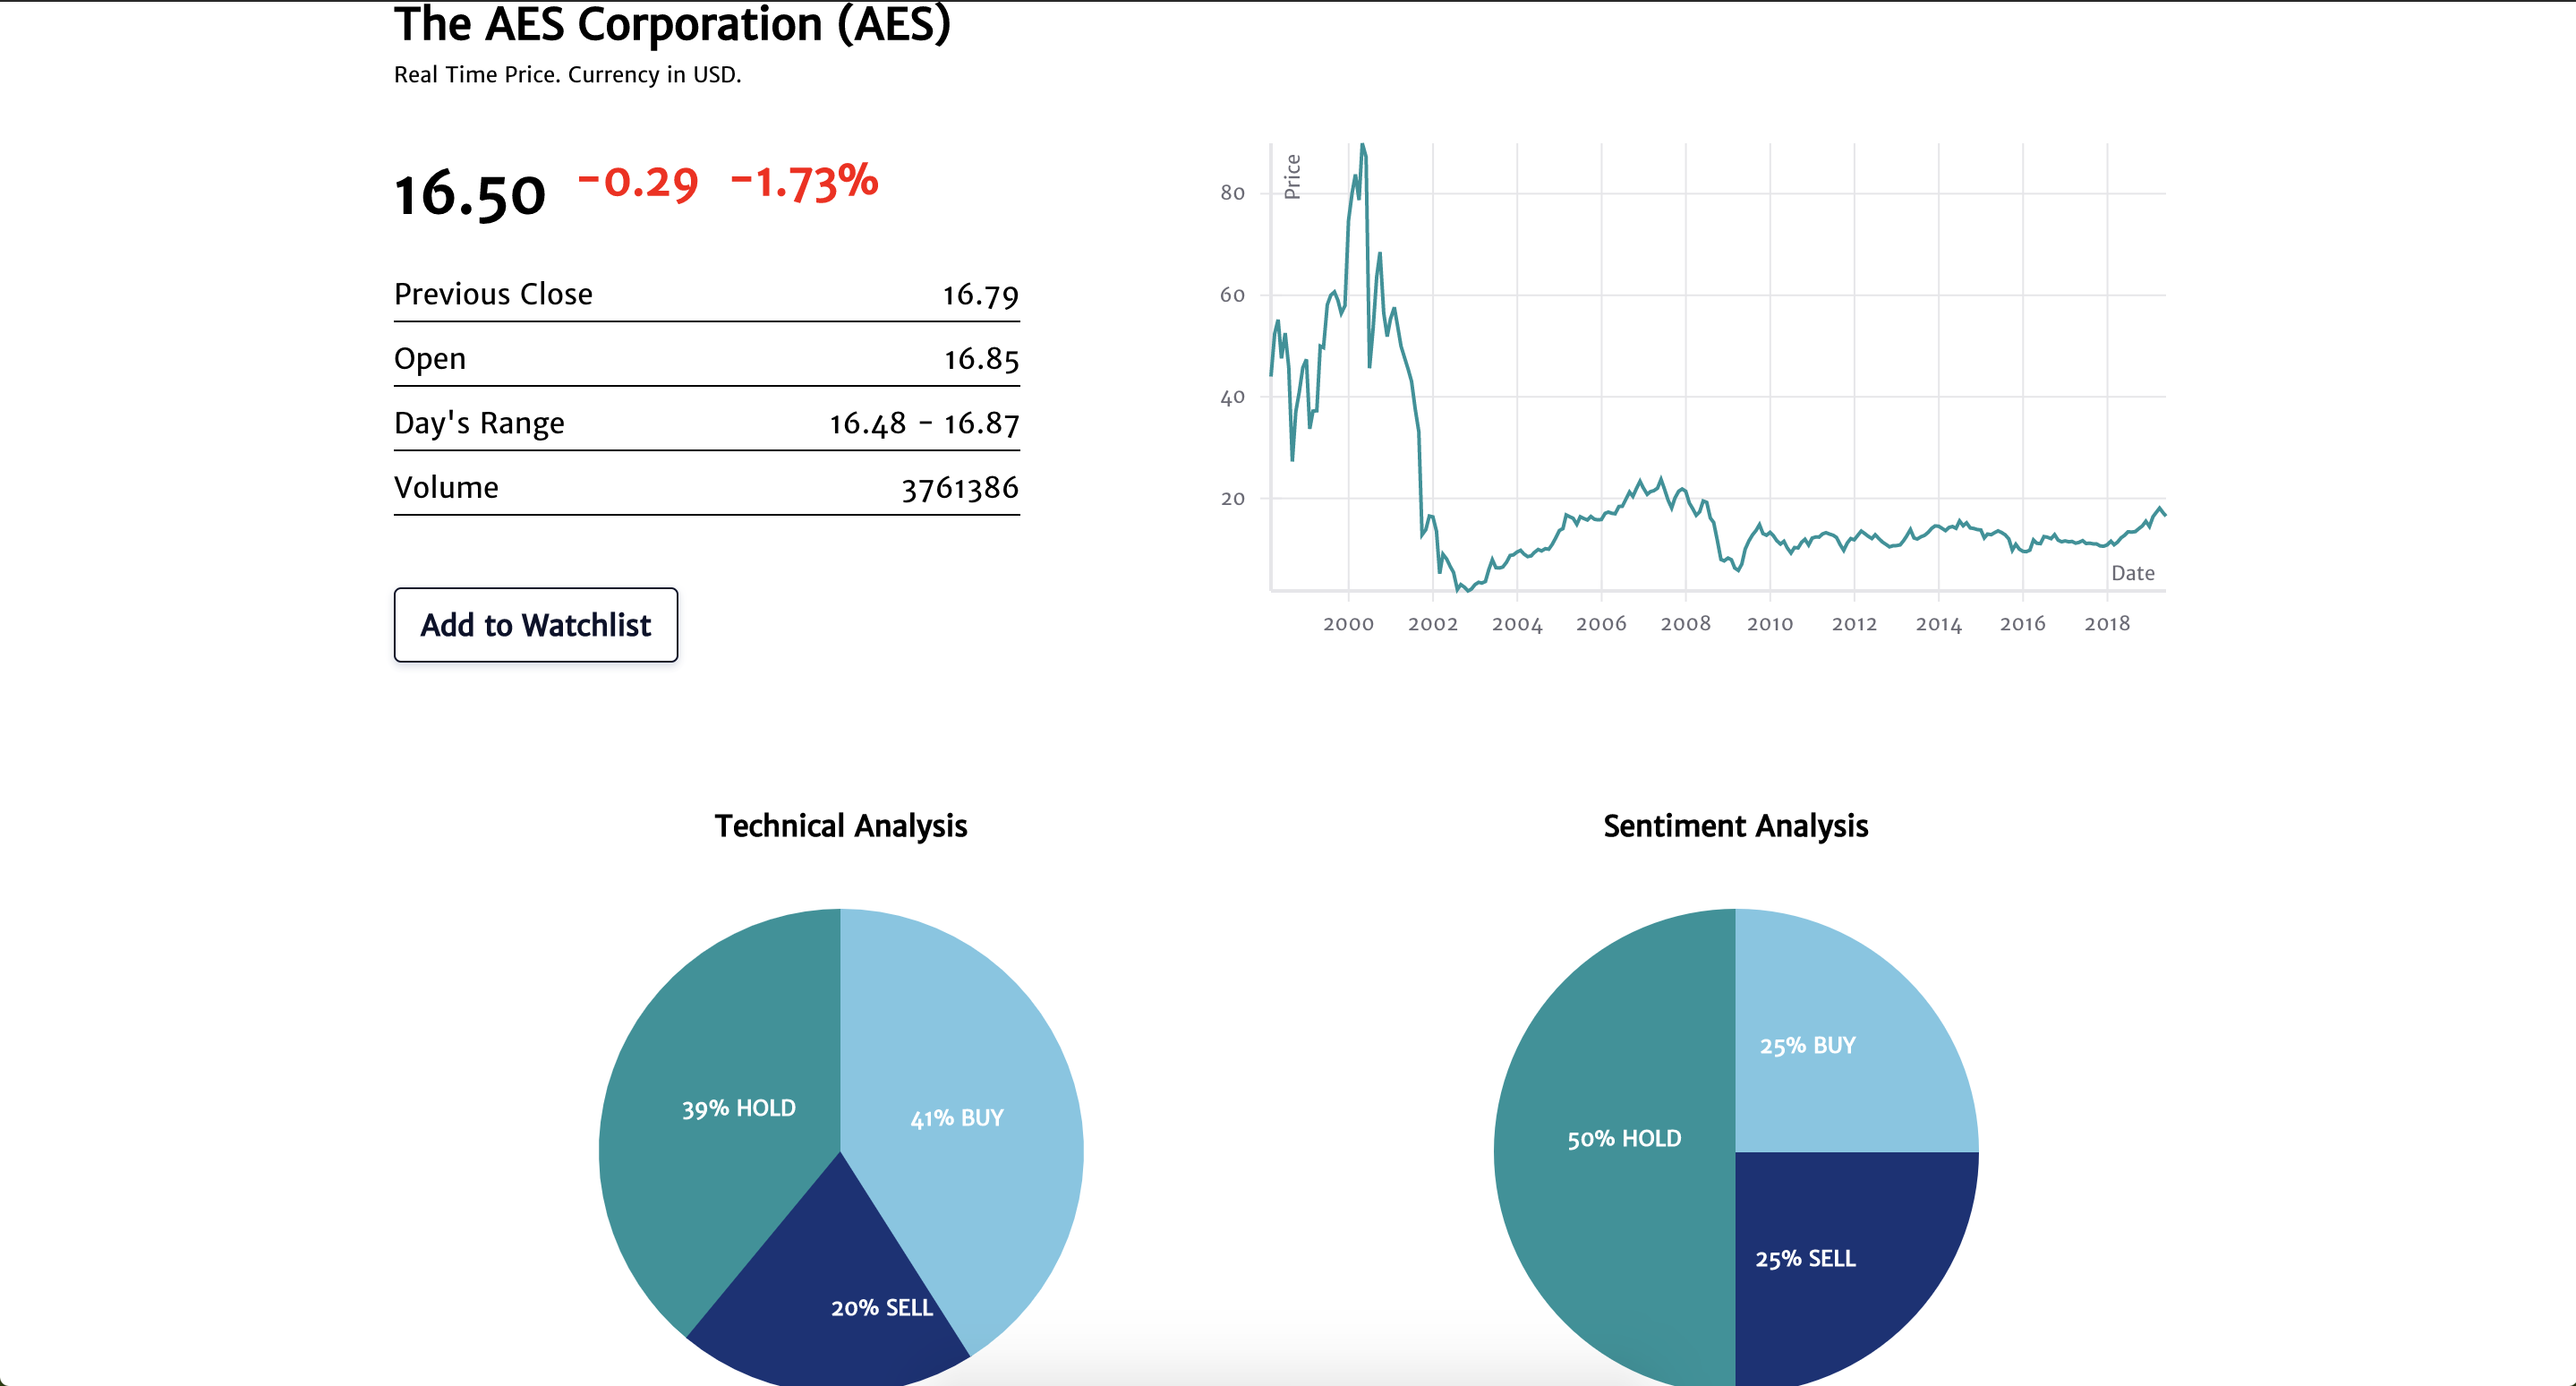 The AES Corporation (AES)
Real Time Price. Currency in USD.
16.50 -0.29 -1.73%
Previous Close 16.79
Open 16.85
Day's Range 16.48 - 16.87
Volume 3761386
Add to Watchlist
Price
80
60
40
20
Date
2000 2002 2004 2006 2008 2010 2012 2014 2016 2018
Technical Analysis
39% HOLD
41% BUY
20% SELL
Sentiment Analysis
25% BUY
50% HOLD
25% SELL